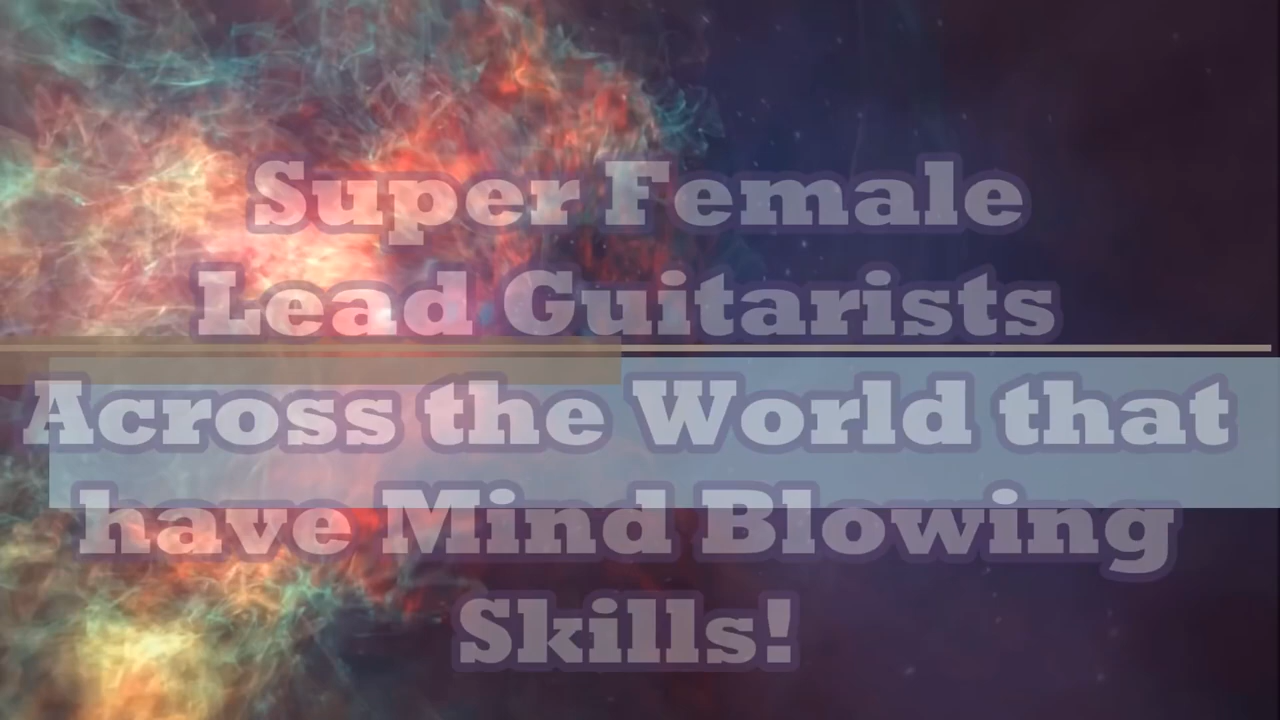 Super Female
Lead Guitarists
Across the World that
have Mind Blowing
Skills!